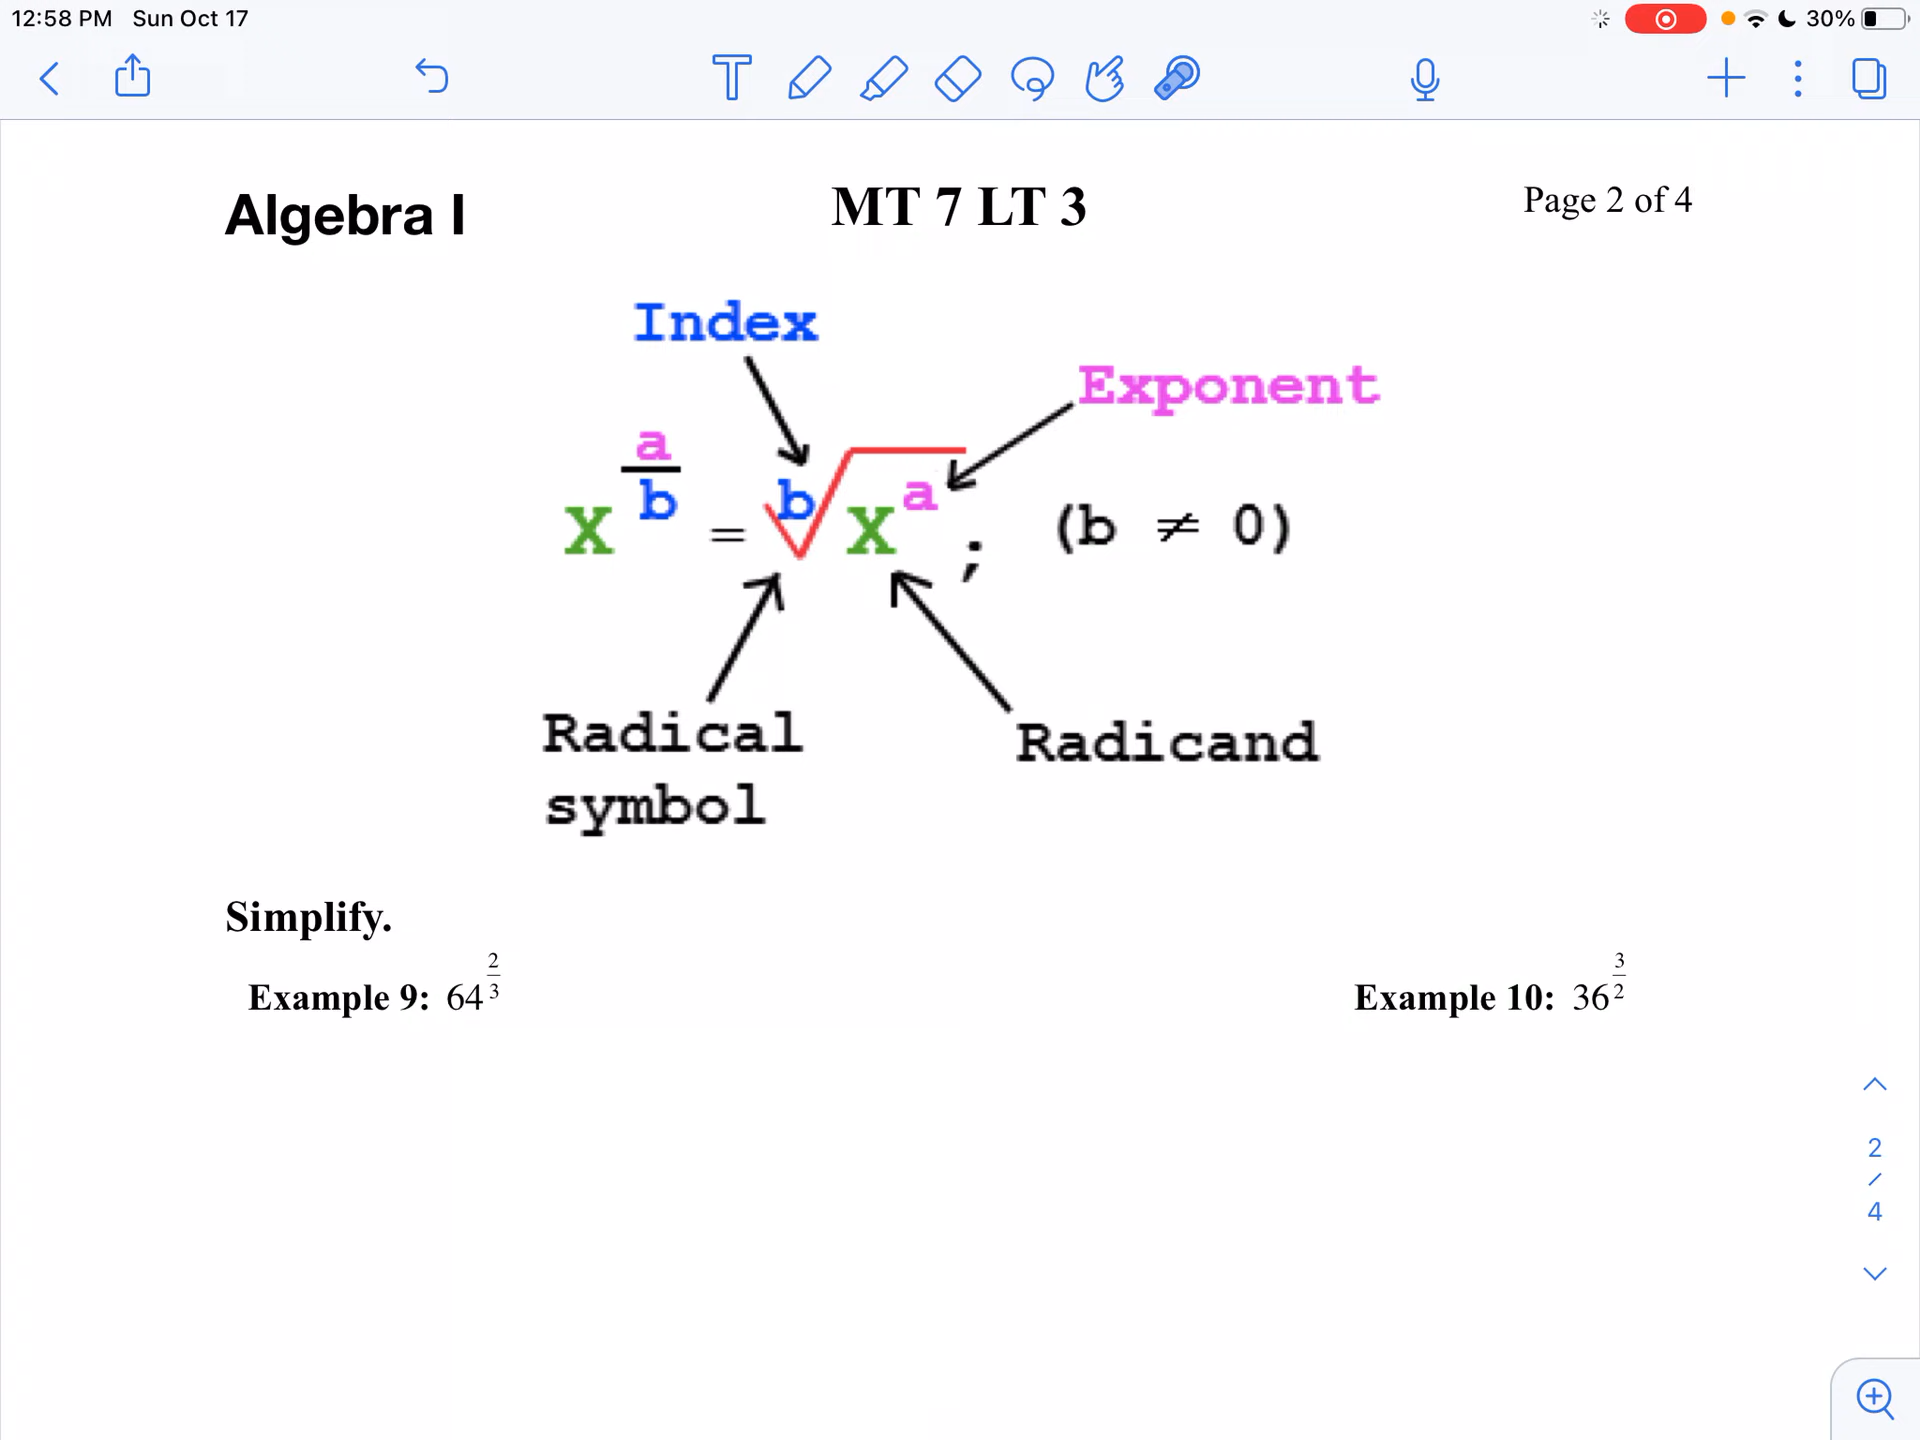 12:58 PM Sun Oct 17
30%
Algebra I
MT 7 LT 3
Page 2 of 4
Index
Exponent
x^(a/b) = ᵇ√(x^a) ; (b ≠ 0)
Radical
symbol
Radicand
Simplify.
Example 9: 64^(2/3)
Example 10: 36^(3/2)
2
/
4